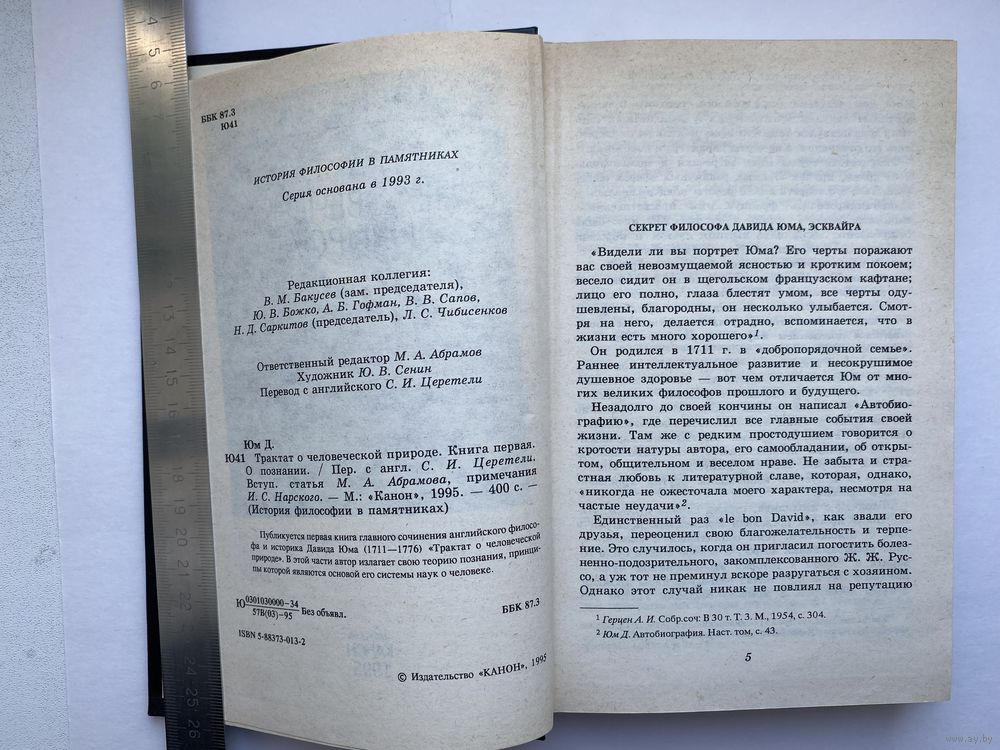 ББК 87.3
Ю41
ИСТОРИЯ ФИЛОСОФИИ В ПАМЯТНИКАХ
Серия основана в 1993 г.
Редакционная коллегия:
В. М. Бакусев (зам. председателя),
Ю. В. Божко, А. Б. Гофман, В. В. Сапов,
Н. Д. Саркитов (председатель), Л. С. Чибисенков
Ответственный редактор М. А. Абрамов
Художник Ю. В. Сенин
Перевод с английского С. И. Церетели
Юм Д.
Ю41 Трактат о человеческой природе. Книга первая.
О познании. / Пер. с англ. С. И. Церетели.
Вступ. статья М. А. Абрамова, примечания
И. С. Нарского. — М.: «Канон», 1995. — 400 с. —
(История философии в памятниках)
Публикуется первая книга главного сочинения английского филосо-
фа и историка Давида Юма (1711—1776) «Трактат о человеческой
природе». В этой части автор излагает свою теорию познания, принци-
пы которой являются основой его системы наук о человеке.
Ю 0301030000—34
57В(03)—95 Без объявл.
ББК 87.3
ISBN 5-88373-013-2
© Издательство «КАНОН», 1995
СЕКРЕТ ФИЛОСОФА ДАВИДА ЮМА, ЭСКВАЙРА
«Видели ли вы портрет Юма? Его черты поражают
вас своей невозмущаемой ясностью и кротким покоем;
весело сидит он в щегольском французском кафтане;
лицо его полно, глаза блестят умом, все черты оду-
шевлены, благородны, он несколько улыбается. Смот-
ря на него, делается отрадно, вспоминается, что в
жизни есть много хорошего»1.
Он родился в 1711 г. в «добропорядочной семье».
Раннее интеллектуальное развитие и несокрушимое
душевное здоровье — вот чем отличается Юм от мно-
гих великих философов прошлого и будущего.
Незадолго до своей кончины он написал «Автобио-
графию», где перечислил все главные события своей
жизни. Там же с редким простодушием говорится о
кротости натуры автора, его самообладании, об откры-
том, общительном и веселом нраве. Не забыта и стра-
стная любовь к литературной славе, которая, однако,
«никогда не ожесточала моего характера, несмотря на
частые неудачи»2.
Единственный раз «le bon David», как звали его
друзья, переоценил свою благожелательность и терпе-
ние. Это случилось, когда он пригласил погостить болез-
ненно-подозрительного, закомплексованного Ж. Ж. Рус-
со, а уж тот не преминул вскоре разругаться с хозяином.
Однако этот случай никак не повлиял на репутацию
1 Герцен А. И. Собр.соч: В 30 т. Т. 3. М., 1954, с. 304.
2 Юм Д. Автобиография. Наст. том, с. 43.
5
www.ay.by